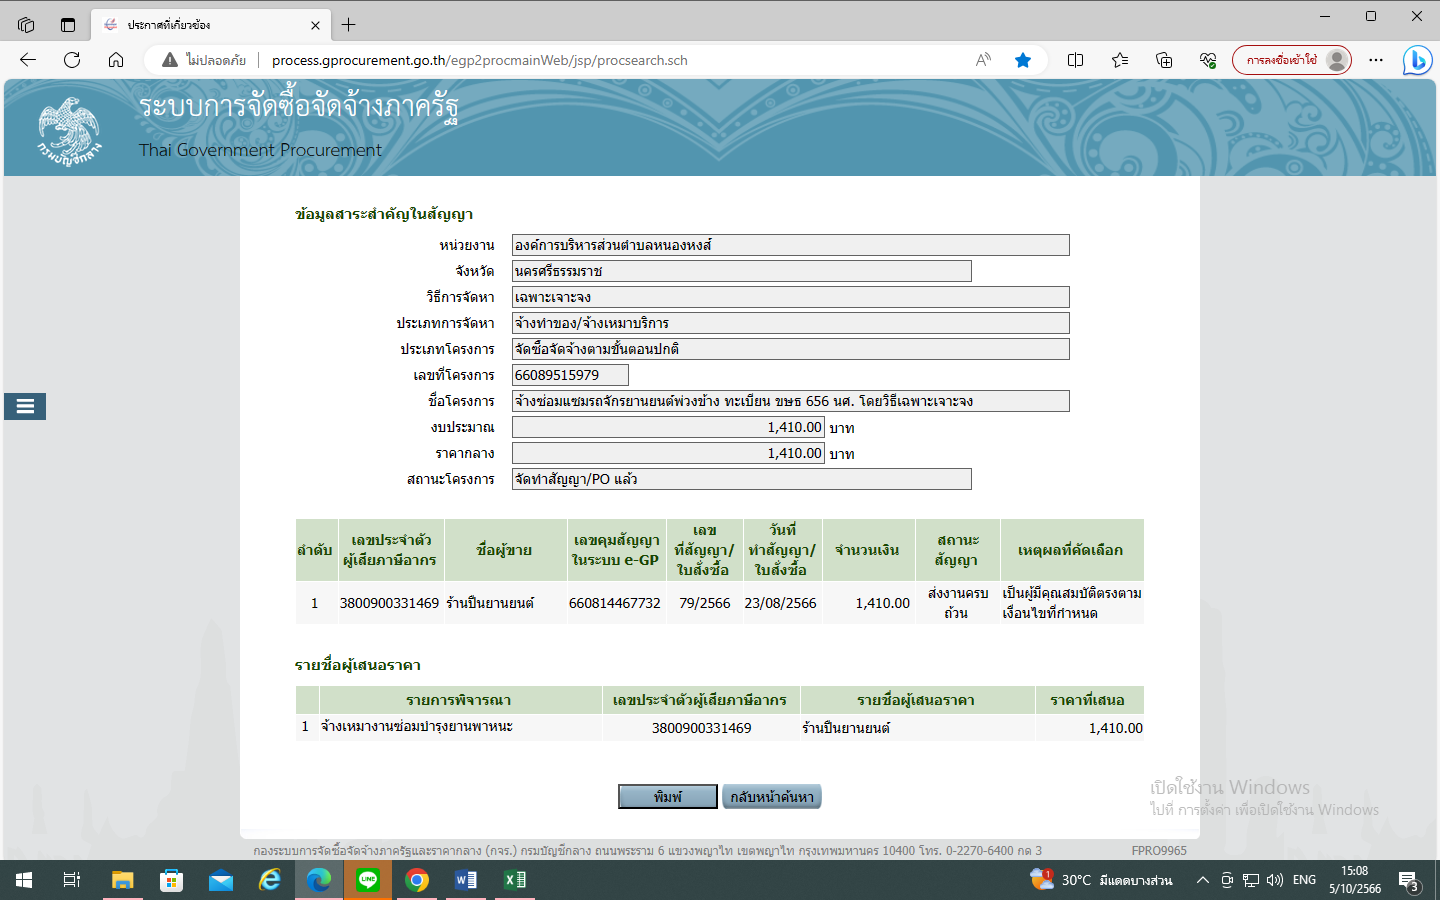 ประกาศที่เกี่ยวข้อง
ไม่ปลอดภัย
process.gprocurement.go.th/egp2procmainWeb/jsp/procsearch.sch
การลงชื่อเข้าใช้
ระบบการจัดซื้อจัดจ้างภาครัฐ
Thai Government Procurement
กรมบัญชีกลาง
ข้อมูลสาระสำคัญในสัญญา
หน่วยงาน องค์การบริหารส่วนตำบลหนองหงส์
จังหวัด นครศรีธรรมราช
วิธีการจัดหา เฉพาะเจาะจง
ประเภทการจัดหา จ้างทำของ/จ้างเหมาบริการ
ประเภทโครงการ จัดซื้อจัดจ้างตามขั้นตอนปกติ
เลขที่โครงการ 66089515979
ชื่อโครงการ จ้างซ่อมแซมรถจักรยานยนต์พ่วงข้าง ทะเบียน ขษธ 656 นศ. โดยวิธีเฉพาะเจาะจง
งบประมาณ 1,410.00 บาท
ราคากลาง 1,410.00 บาท
สถานะโครงการ จัดทำสัญญา/PO แล้ว
ลำดับ เลขประจำตัวผู้เสียภาษีอากร ชื่อผู้ขาย เลขคุมสัญญาในระบบ e-GP เลขที่สัญญา/ใบสั่งซื้อ วันที่ทำสัญญา/ใบสั่งซื้อ จำนวนเงิน สถานะสัญญา เหตุผลที่คัดเลือก
1 3800900331469 ร้านปืนยานยนต์ 660814467732 79/2566 23/08/2566 1,410.00 ส่งงานครบถ้วน เป็นผู้มีคุณสมบัติตรงตามเงื่อนไขที่กำหนด
รายชื่อผู้เสนอราคา
รายการพิจารณา เลขประจำตัวผู้เสียภาษีอากร รายชื่อผู้เสนอราคา ราคาที่เสนอ
1 จ้างเหมางานซ่อมบำรุงยานพาหนะ 3800900331469 ร้านปืนยานยนต์ 1,410.00
พิมพ์ กลับหน้าค้นหา
เปิดใช้งาน Windows
ไปที่ การตั้งค่า เพื่อเปิดใช้งาน Windows
กองระบบการจัดซื้อจัดจ้างภาครัฐและราคากลาง (กจร.) กรมบัญชีกลาง ถนนพระราม 6 แขวงพญาไท เขตพญาไท กรุงเทพมหานคร 10400 โทร. 0-2270-6400 กด 3 FPRO9965
1 30°C มีแดดบางส่วน ENG 15:08
5/10/2566 3